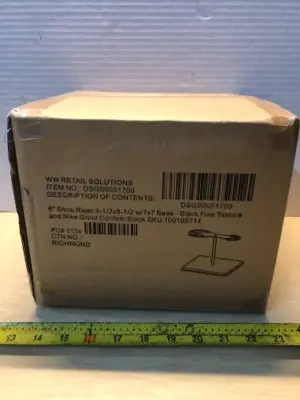 WW RETAIL SOLUTIONS
ITEM NO.: DSGS0051700
DESCRIPTION OF CONTENTS:
DSGS0051700
6" Shoe Riser 5-1/2x8-1/2 w/7x7 Base - Black Fine Texture
and Nike Grind Confetti Black SKU 100100714
PO# 5154
CTN NO.:
RICHMOND